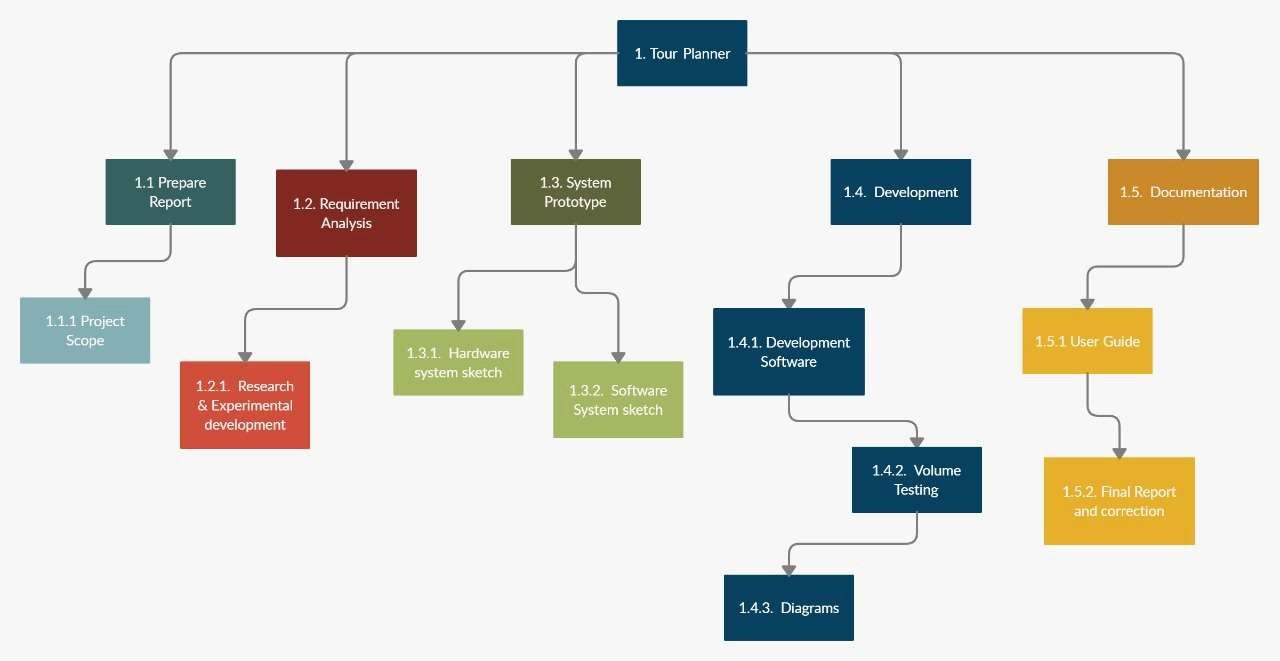 1. Tour Planner
1.1 Prepare
Report
1.2. Requirement
Analysis
1.3. System
Prototype
1.4. Development
1.5. Documentation
1.1.1 Project
Scope
1.2.1. Research
& Experimental
development
1.3.1. Hardware
system sketch
1.3.2. Software
System sketch
1.4.1. Development
Software
1.4.2. Volume
Testing
1.4.3. Diagrams
1.5.1 User Guide
1.5.2. Final Report
and correction